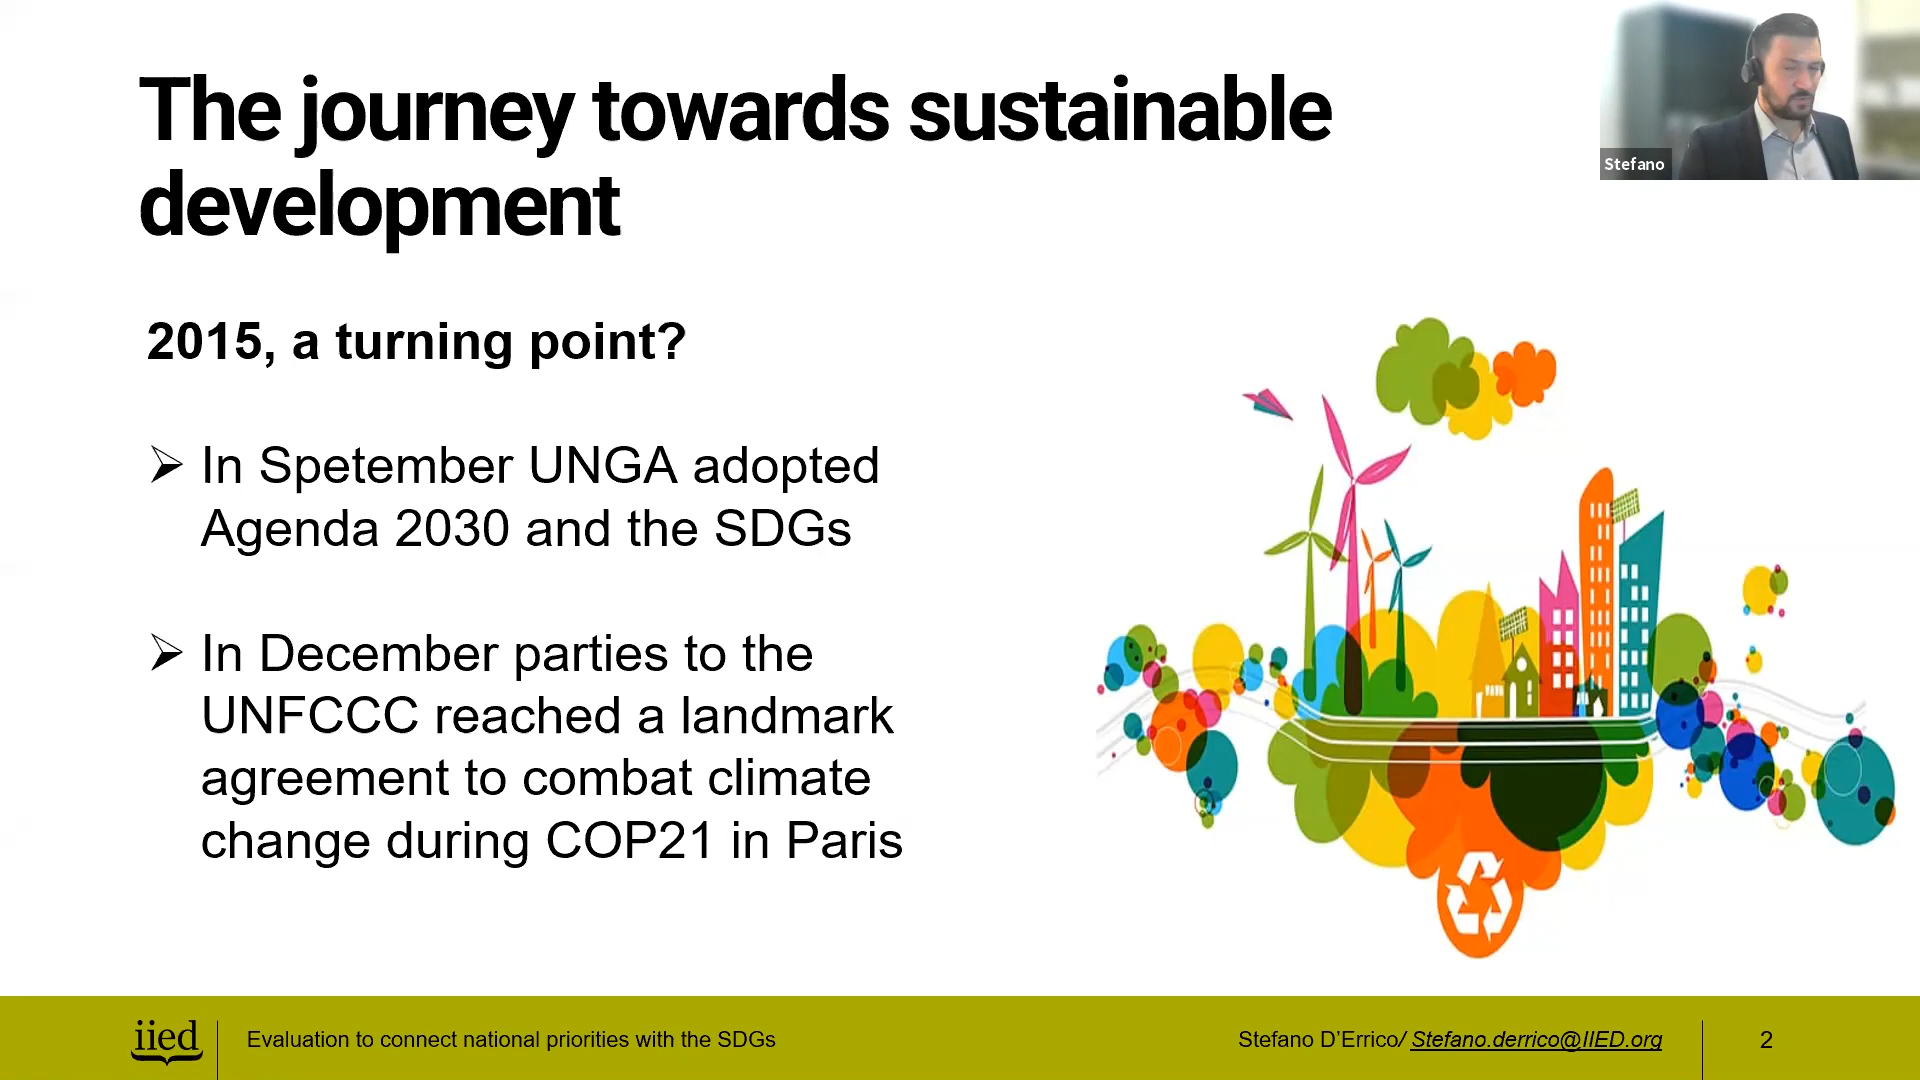 The journey towards sustainable
development
Stefano
2015, a turning point?
➢ In Spetember UNGA adopted
Agenda 2030 and the SDGs
➢ In December parties to the
UNFCCC reached a landmark
agreement to combat climate
change during COP21 in Paris
iied
Evaluation to connect national priorities with the SDGs
Stefano D’Errico/ Stefano.derrico@IIED.org
2